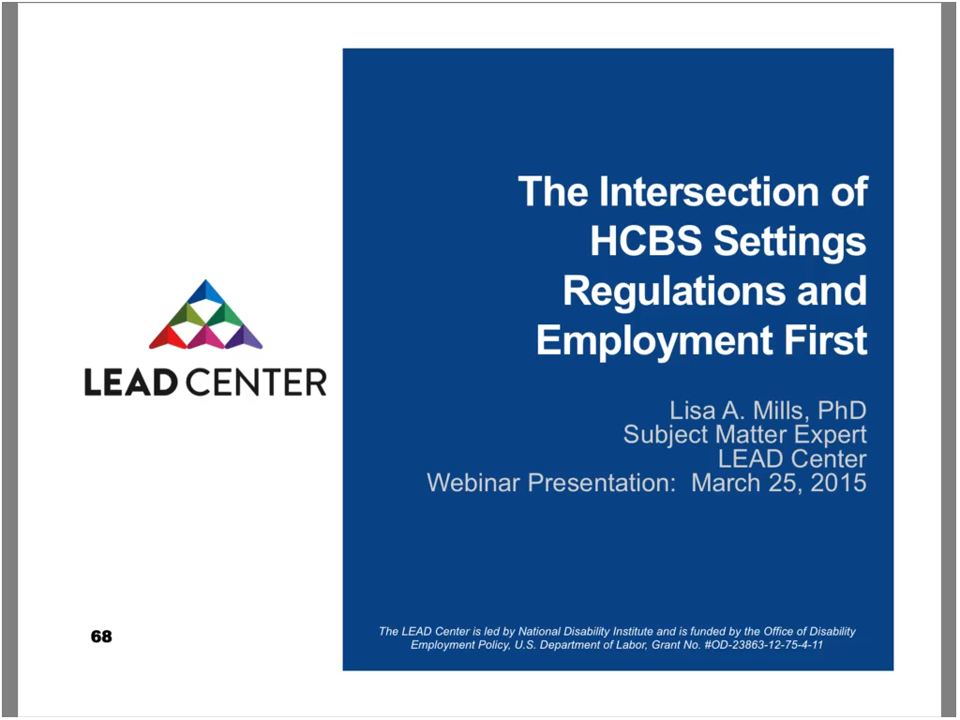 The Intersection of
HCBS Settings
Regulations and
Employment First
LEAD CENTER
Lisa A. Mills, PhD
Subject Matter Expert
LEAD Center
Webinar Presentation:  March 25, 2015
68
The LEAD Center is led by National Disability Institute and is funded by the Office of Disability
Employment Policy, U.S. Department of Labor, Grant No. #OD-23863-12-75-4-11